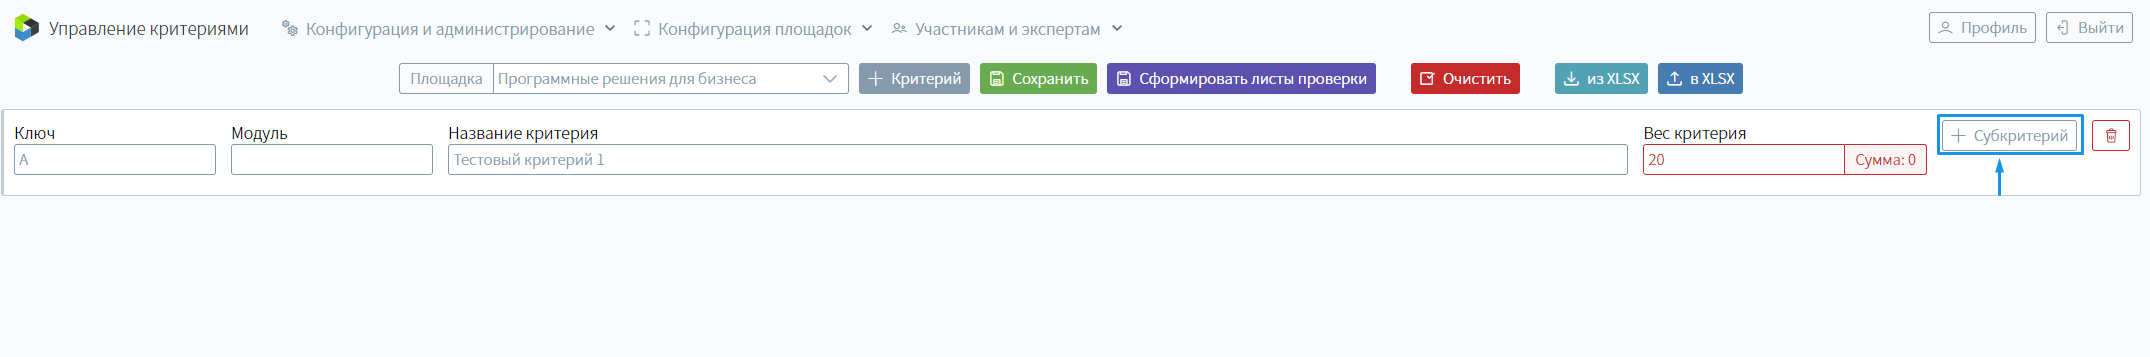 Управление критериями Конфигурация и администрирование Конфигурация площадок Участникам и экспертам Профиль Выйти
Площадка Программные решения для бизнеса Критерий Сохранить Сформировать листы проверки Очистить из XLSX в XLSX
Ключ Модуль Название критерия Вес критерия Субкритерий
A Тестовый критерий 1 20 Сумма: 0